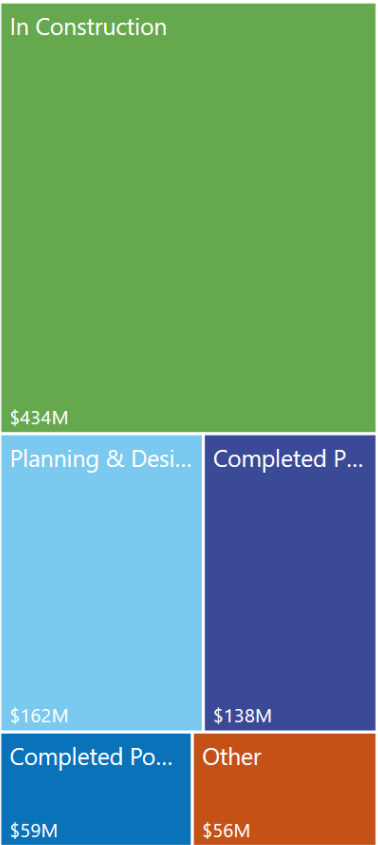 In Construction
$434M
Planning & Desi...
Completed P...
$162M
$138M
Completed Po...
Other
$59M
$56M